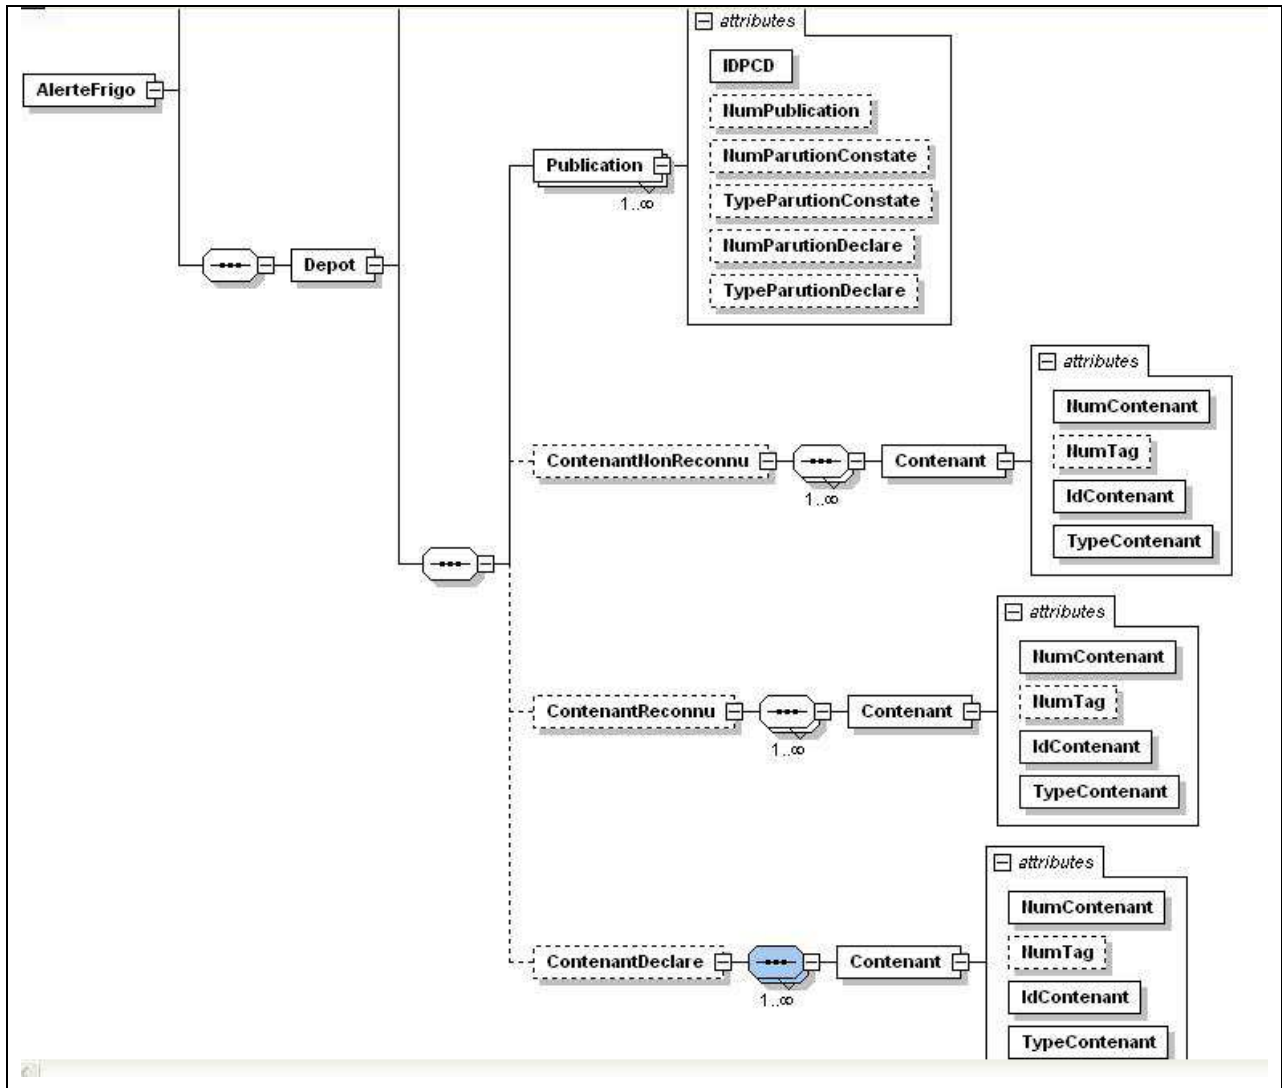 attributes
AlerteFrigo
IDPCD
NumPublication
NumParutionConstate
Publication
1..∞
TypeParutionConstate
NumParutionDeclare
Depot
TypeParutionDeclare
attributes
NumContenant
NumTag
ContenantNonReconnu
Contenant
1..∞
IdContenant
TypeContenant
attributes
NumContenant
NumTag
ContenantReconnu
Contenant
1..∞
IdContenant
TypeContenant
attributes
NumContenant
NumTag
ContenantDeclare
Contenant
1..∞
IdContenant
TypeContenant